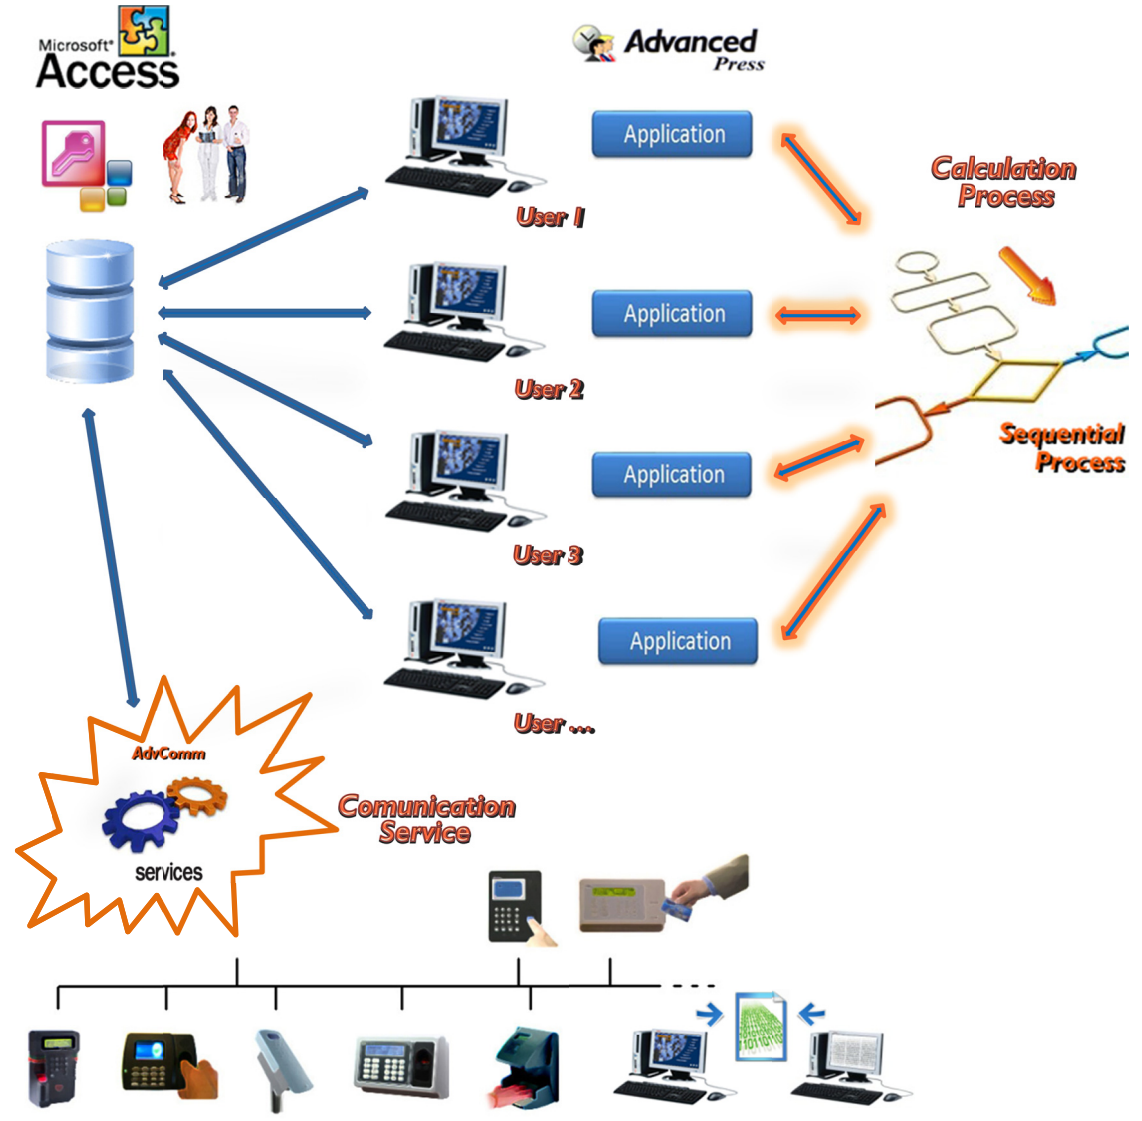 Microsoft®
Access
Advanced
Press
Application
User 1
Calculation
Process
Application
User 2
Sequential
Process
Application
User 3
Application
User ...
AdvComm
services
Comunication
Service